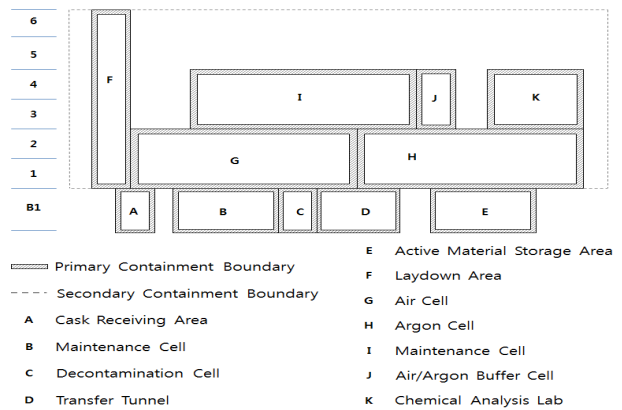 6
5
4
3
2
1
B1
F
I
J
K
G
H
A
B
C
D
E
Primary Containment Boundary
Secondary Containment Boundary
A Cask Receiving Area
B Maintenance Cell
C Decontamination Cell
D Transfer Tunnel
E Active Material Storage Area
F Laydown Area
G Air Cell
H Argon Cell
I Maintenance Cell
J Air/Argon Buffer Cell
K Chemical Analysis Lab